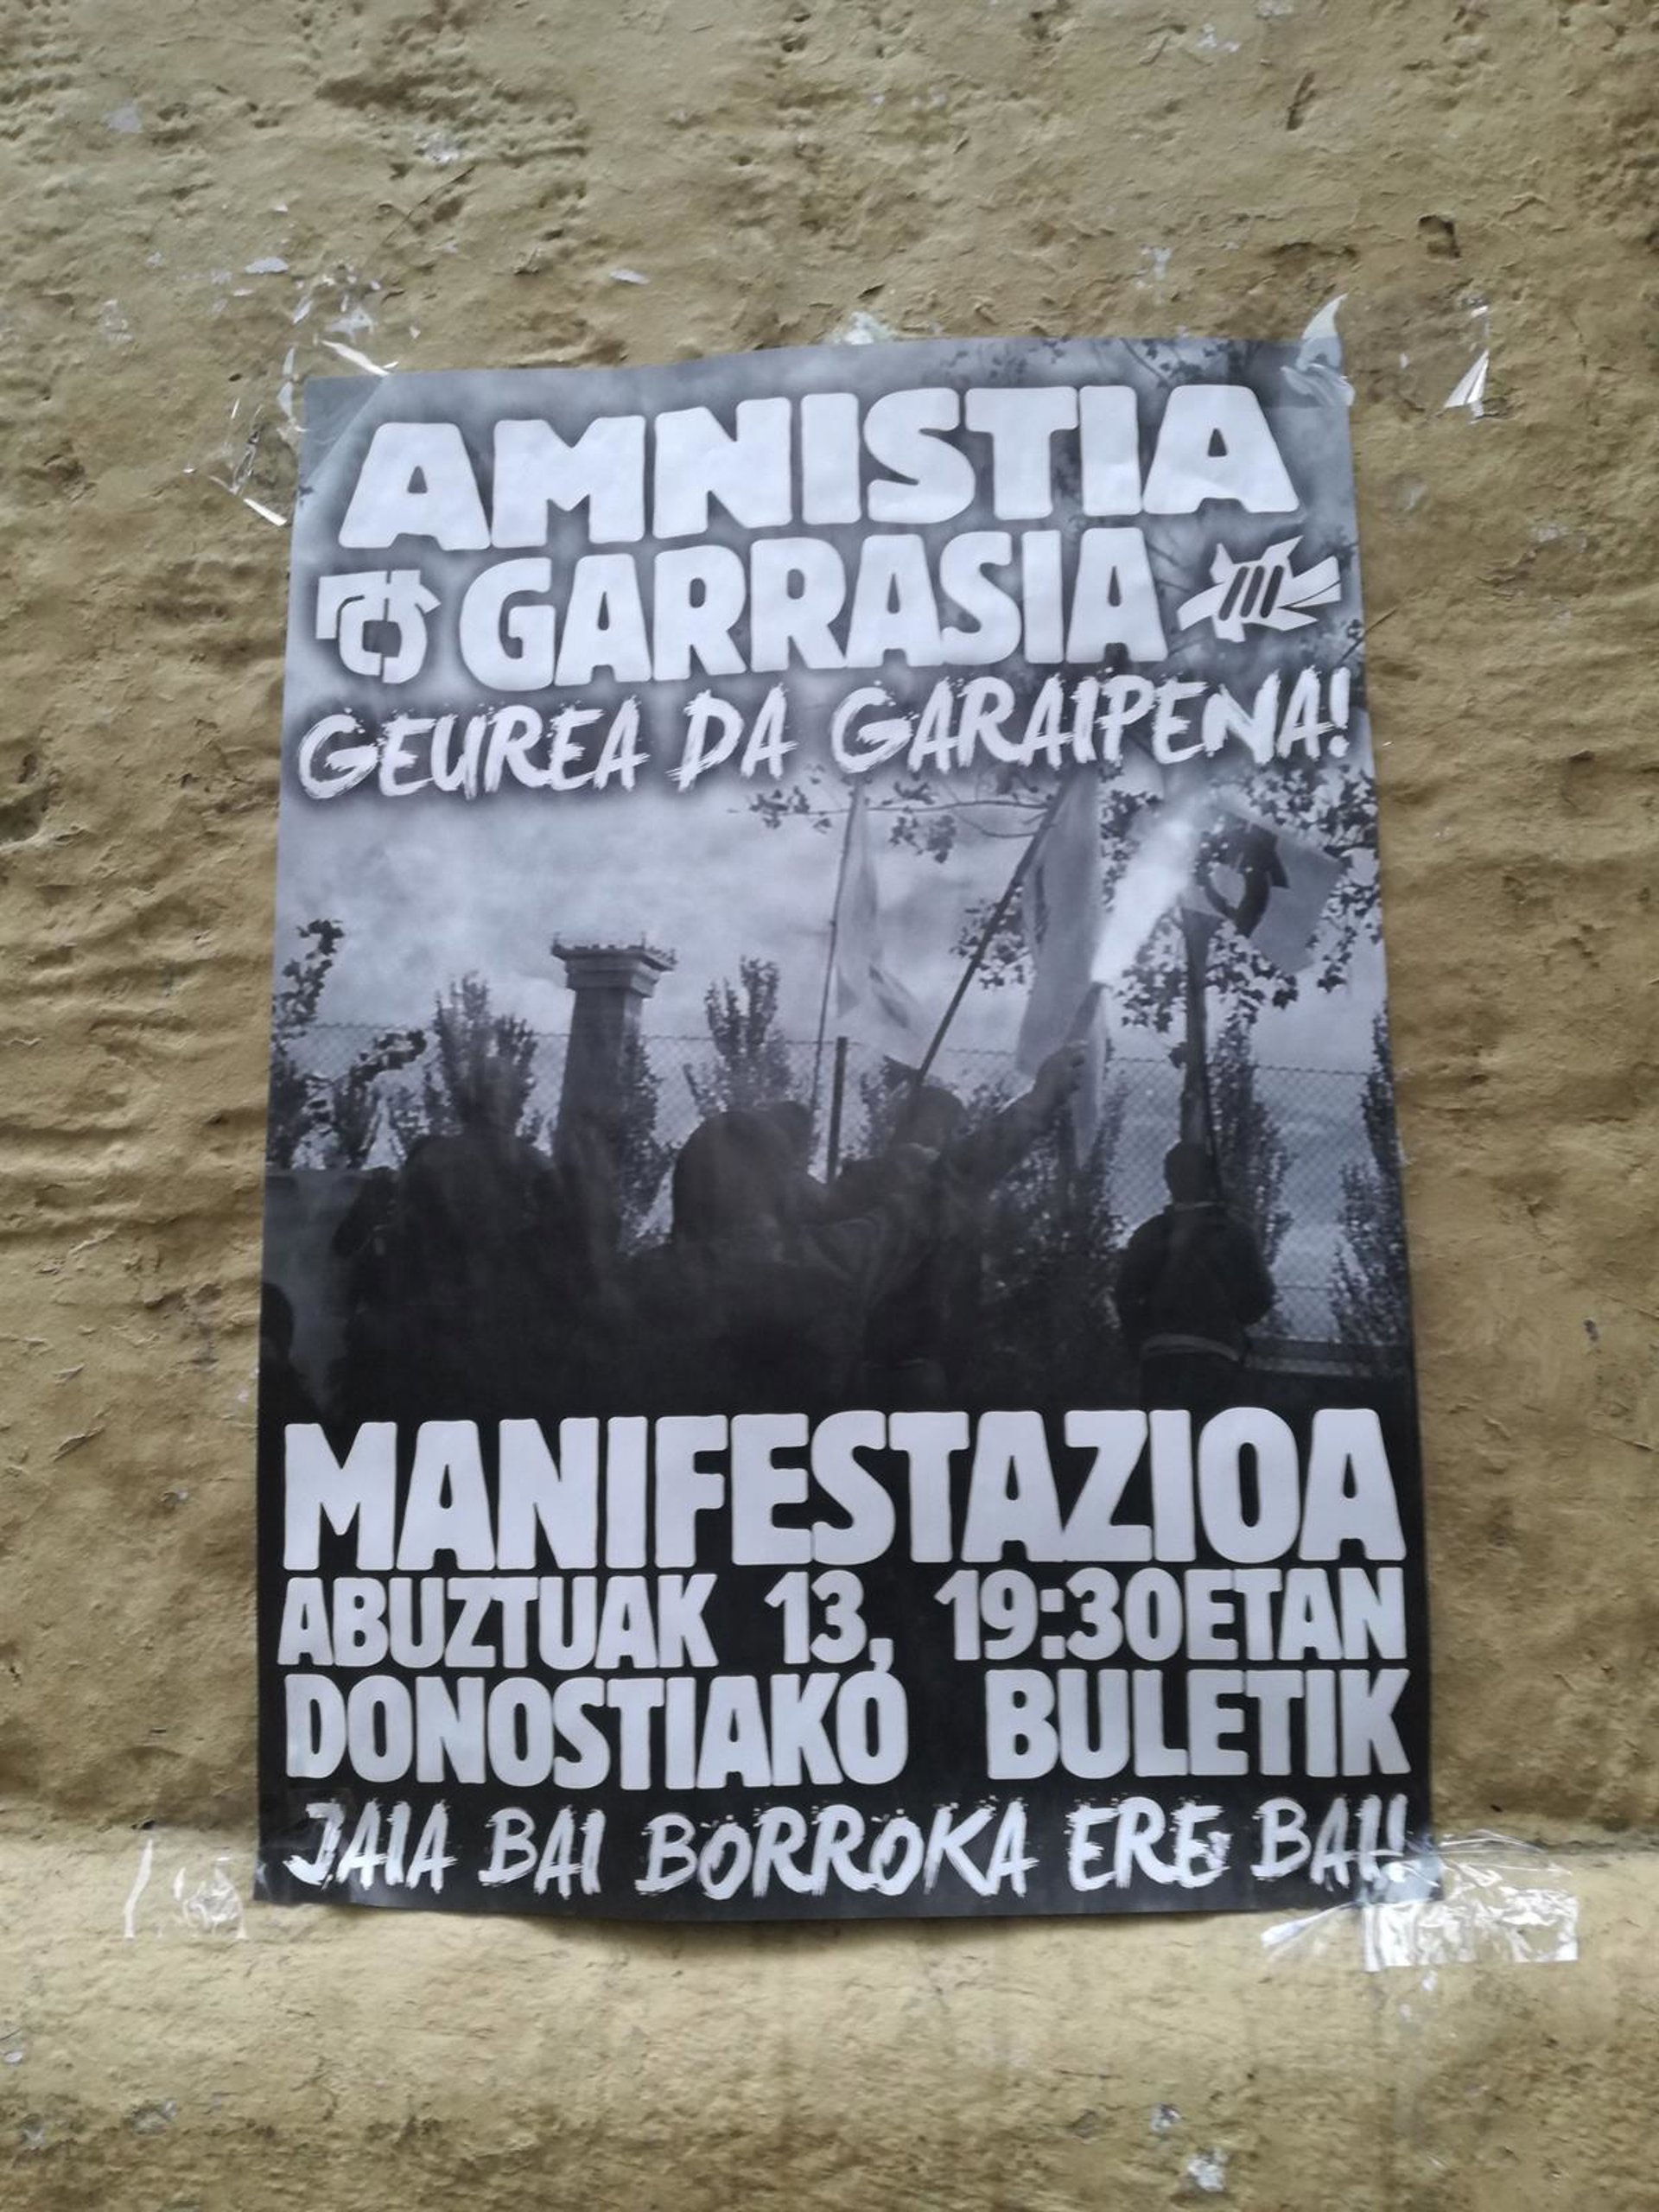 AMNISTIA
GARRASIA
GEUREA DA GARAIPENA!
MANIFESTAZIOA
ABUZTUAK 13, 19:30ETAN
DONOSTIAKO BULETIK
JAIA BAI BORROKA ERE BAI!